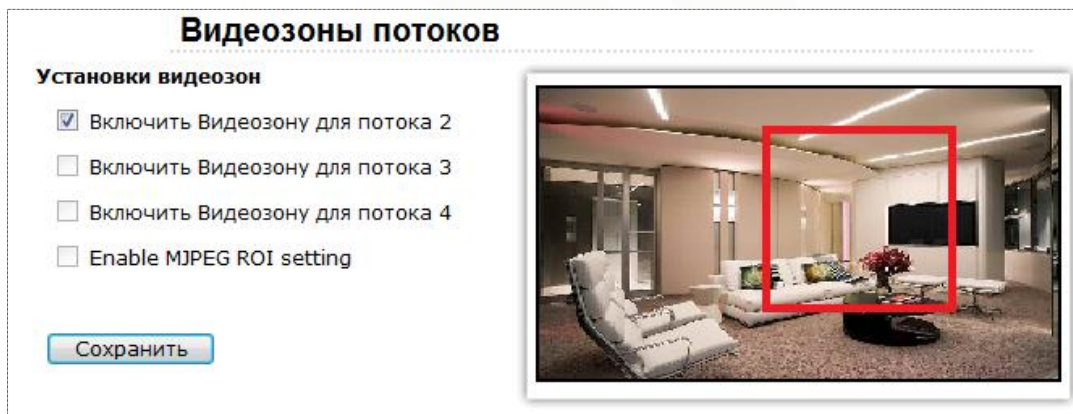 Видеозоны потоков
Установки видеозон
Включить Видеозону для потока 2
Включить Видеозону для потока 3
Включить Видеозону для потока 4
Enable MJPEG ROI setting
Сохранить